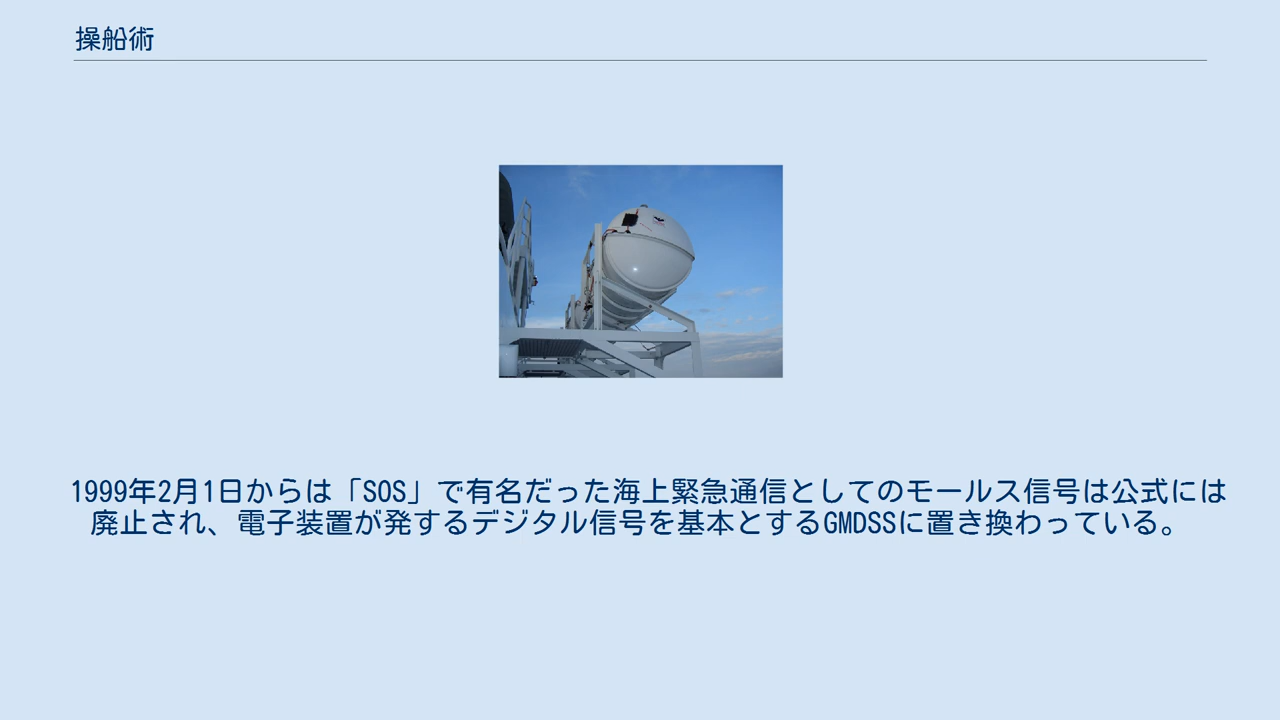 操船術
1999年2月1日からは「SOS」で有名だった海上緊急通信としてのモールス信号は公式には
廃止され、電子装置が発するデジタル信号を基本とするGMDSSに置き換わっている。